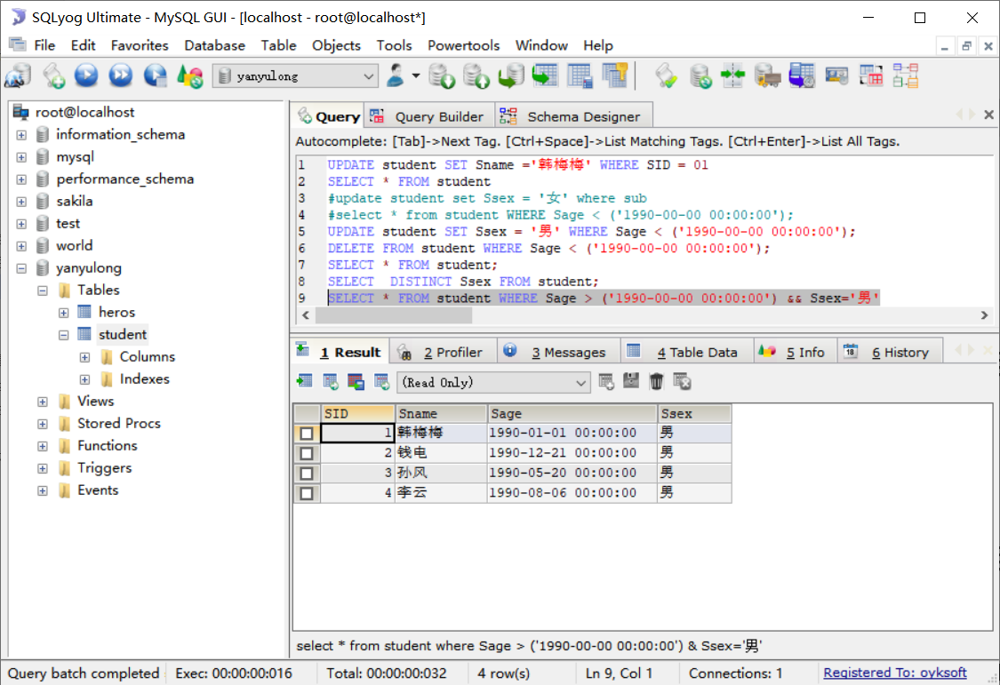 SQLyog Ultimate - MySQL GUI - [localhost - root@localhost*]
File Edit Favorites Database Table Objects Tools Powertools Window Help
yanyulong
root@localhost
information_schema
mysql
performance_schema
sakila
test
world
yanyulong
Tables
heros
student
Columns
Indexes
Views
Stored Procs
Functions
Triggers
Events
Query Query Builder Schema Designer
Autocomplete: [Tab]->Next Tag. [Ctrl+Space]->List Matching Tags. [Ctrl+Enter]->List All Tags.
1 UPDATE student SET Sname ='韩梅梅' WHERE SID = 01
2 SELECT * FROM student
3 #update student set Ssex = '女' where sub
4 #select * from student WHERE Sage < ('1990-00-00 00:00:00');
5 UPDATE student SET Ssex = '男' WHERE Sage < ('1990-00-00 00:00:00');
6 DELETE FROM student WHERE Sage < ('1990-00-00 00:00:00');
7 SELECT * FROM student;
8 SELECT  DISTINCT Ssex FROM student;
9 SELECT * FROM student WHERE Sage > ('1990-00-00 00:00:00') && Ssex='男'
1 Result 2 Profiler 3 Messages 4 Table Data 5 Info 18 6 History
(Read Only)
SID Sname Sage Ssex
1 韩梅梅 1990-01-01 00:00:00 男
2 钱电 1990-12-21 00:00:00 男
3 孙风 1990-05-20 00:00:00 男
4 李云 1990-08-06 00:00:00 男
select * from student where Sage > ('1990-00-00 00:00:00') & Ssex='男'
Query batch completed Exec: 00:00:00:016 Total: 00:00:00:032 4 row(s) Ln 9, Col 1 Connections: 1 Registered To: oyksoft